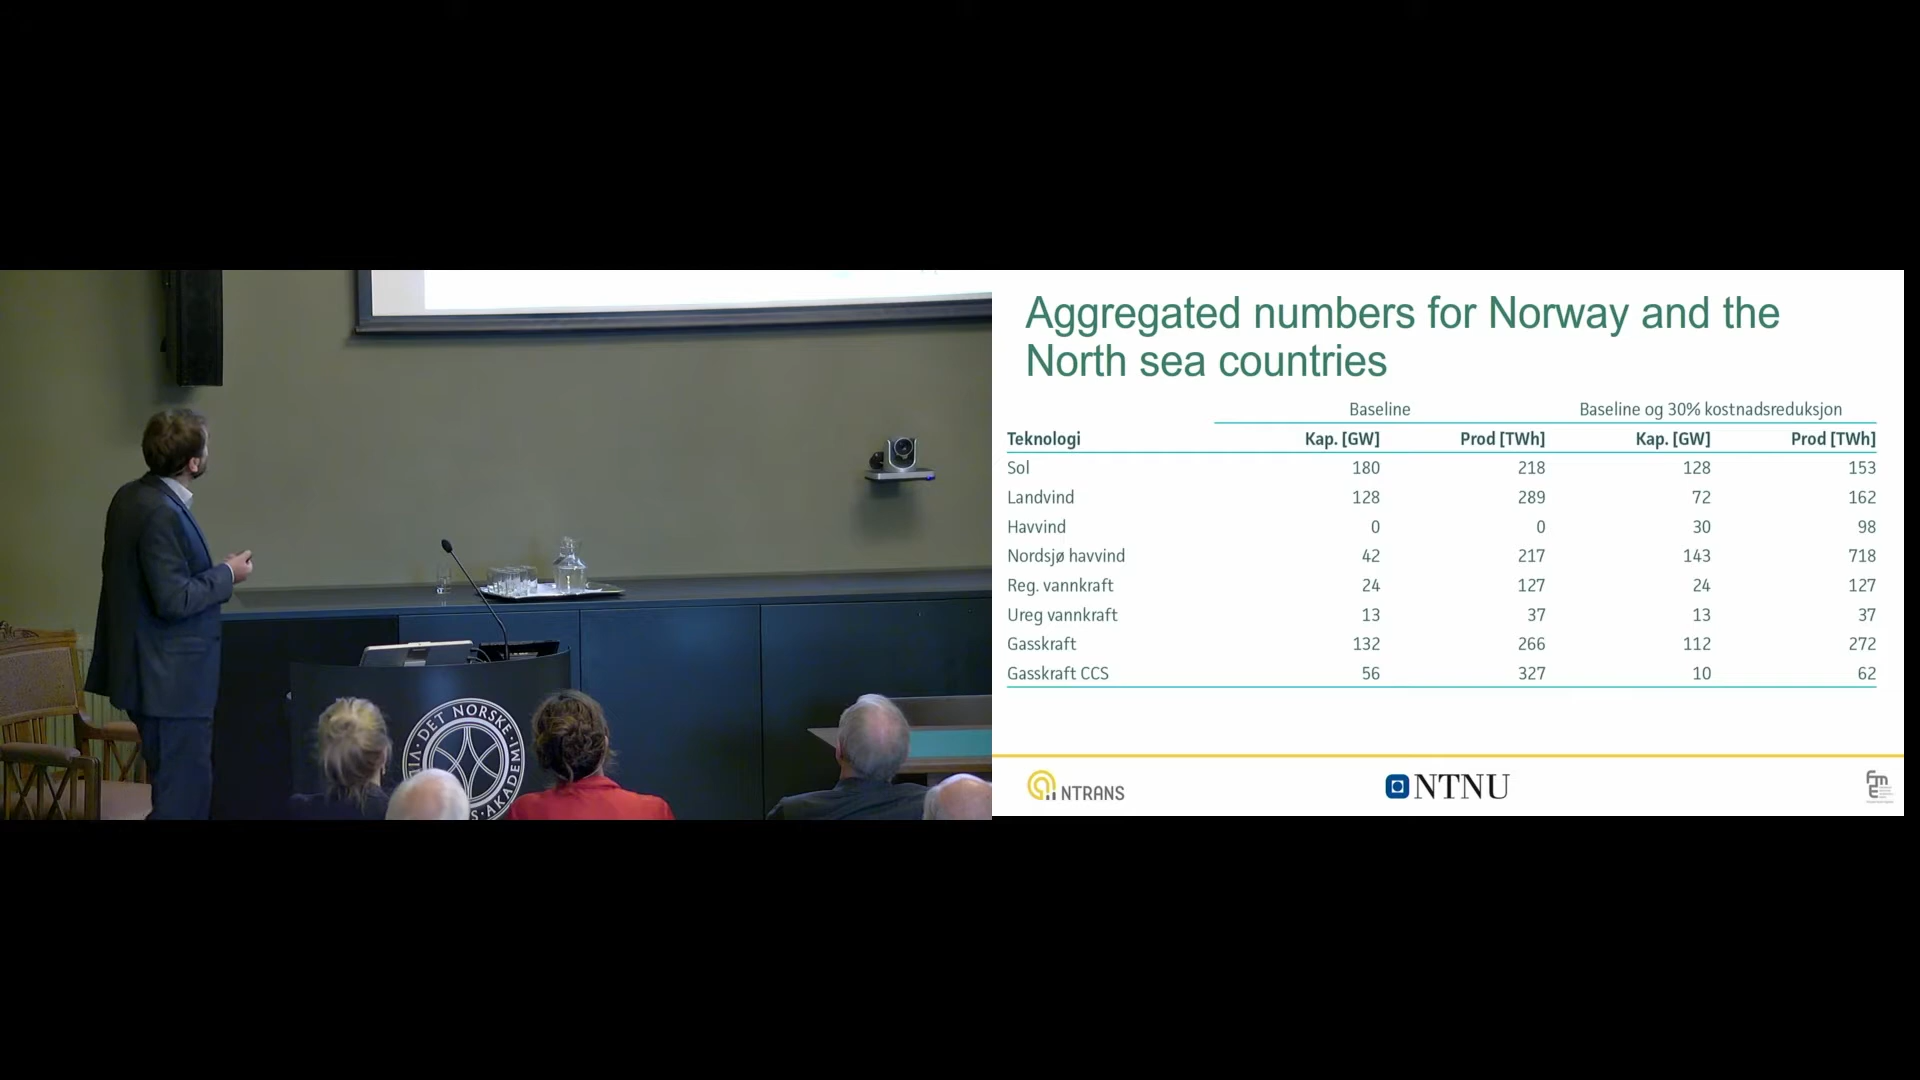 Aggregated numbers for Norway and the
North sea countries
Baseline Baseline og 30% kostnadsreduksjon
Teknologi Kap. [GW] Prod [TWh] Kap. [GW] Prod [TWh]
Sol 180 218 128 153
Landvind 128 289 72 162
Havvind 0 0 30 98
Nordsjø havvind 42 217 143 718
Reg. vannkraft 24 127 24 127
Ureg vannkraft 13 37 13 37
Gasskraft 132 266 112 272
Gasskraft CCS 56 327 10 62
NTRANS
NTNU
FME
DET NORSKE